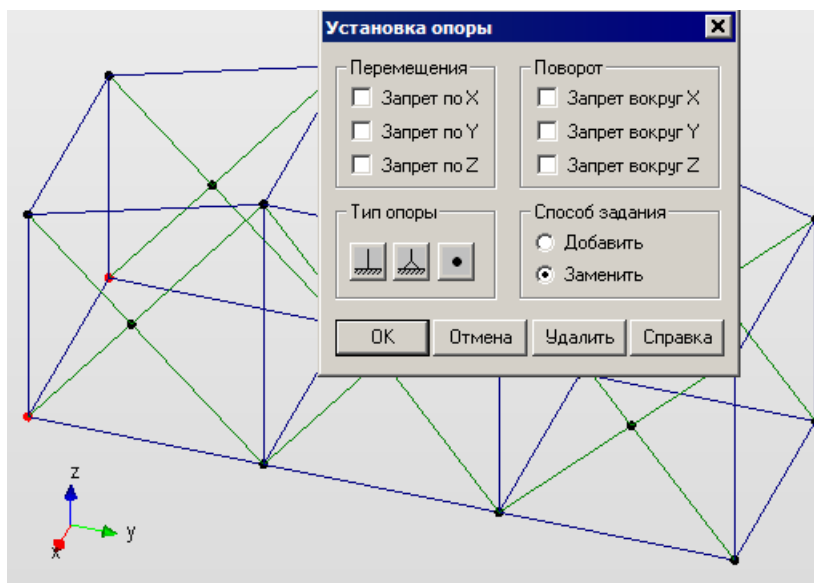 Установка опоры
Перемещения
Запрет по X
Запрет по Y
Запрет по Z
Поворот
Запрет вокруг X
Запрет вокруг Y
Запрет вокруг Z
Тип опоры
Способ задания
Добавить
Заменить
OK
Отмена
Удалить
Справка
z
y
x